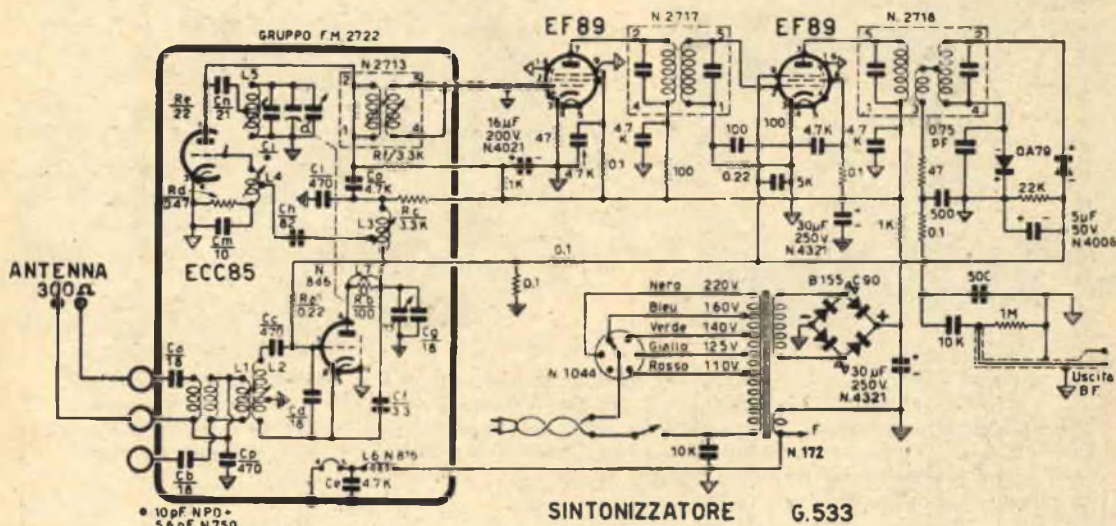 EF89
N. 2717
EF89
N. 2718
GRUPPO F.M. 2722
N 2713
L5
Cn
21
Re
22
CL
L4
Rd
047
Cm
10
ECC85
Ch
82
Ci
470
Co
4.7K
Rf/3.3K
Rc
3.3K
L3
16µF
200V.
N.4021
1K
47
4.7K
0.1
4.7
K
100
100
100
0.22
5K
4.7K
0.1
4.7
K
30µF
250V.
N.4321
1K
0.75
PF
47
500
0.1
OA79
22K
5µF
50V.
N.4006
ANTENNA
300Ω
N
846
L7
Ra
0.22
Rb
100
Cc
470
Cg
18
Ca
18
L1
L2
Cd
18
Cf
3.3
Cb
18
Cp
470
L6
Ce
4.7K
0.1
0.1
Nero 220V
Bleu 160V
Verde 140V
Giallo 125V
Rosso 110V
N. 1044
B155 C90
30µF
250V.
N.4321
50C
10K
1M
Uscita
BF.
10K
F
N.172
• 10pF. NPO+
5.6pF. N750
SINTONIZZATORE G.533